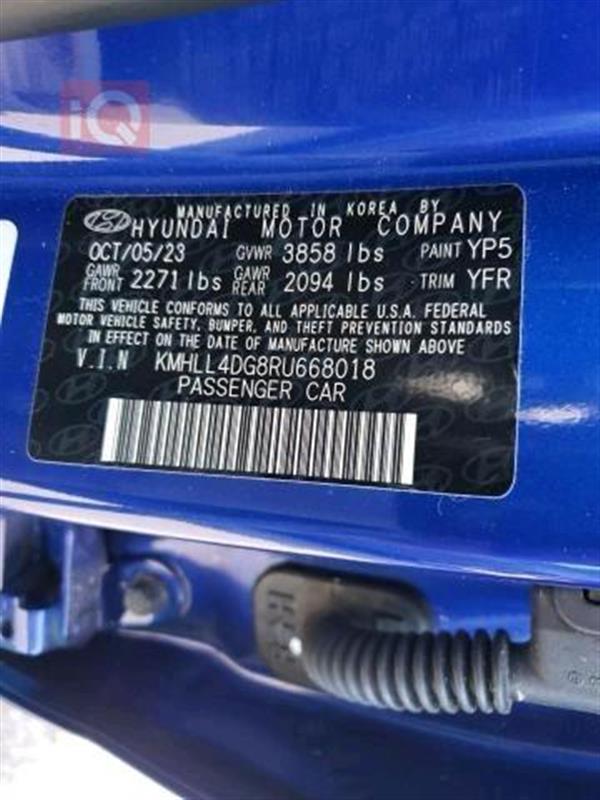 iQ
MANUFACTURED IN KOREA BY
HYUNDAI MOTOR COMPANY
OCT/05/23 GVWR 3858 lbs PAINT YP5
GAWR FRONT 2271 lbs GAWR REAR 2094 lbs TRIM YFR
THIS VEHICLE CONFORMS TO ALL APPLICABLE U.S.A. FEDERAL
MOTOR VEHICLE SAFETY, BUMPER, AND THEFT PREVENTION STANDARDS
IN EFFECT ON THE DATE OF MANUFACTURE SHOWN ABOVE
V.I.N KMHLL4DG8RU668018
PASSENGER CAR